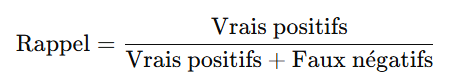 Rappel = Vrais positifs / Vrais positifs + Faux négatifs